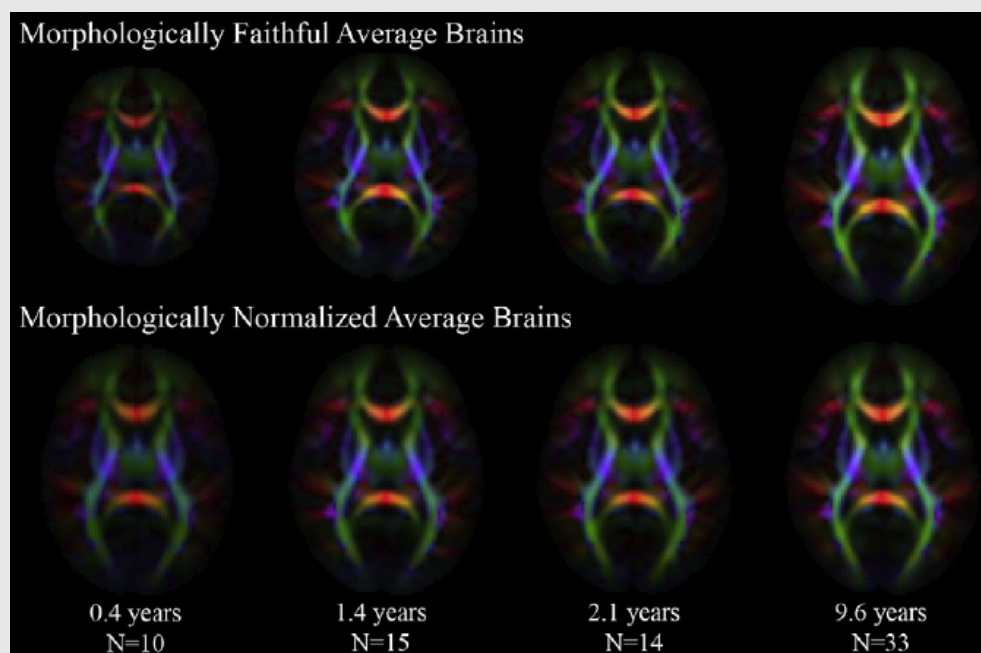 Morphologically Faithful Average Brains
Morphologically Normalized Average Brains
0.4 years
1.4 years
2.1 years
9.6 years
N=10
N=15
N=14
N=33